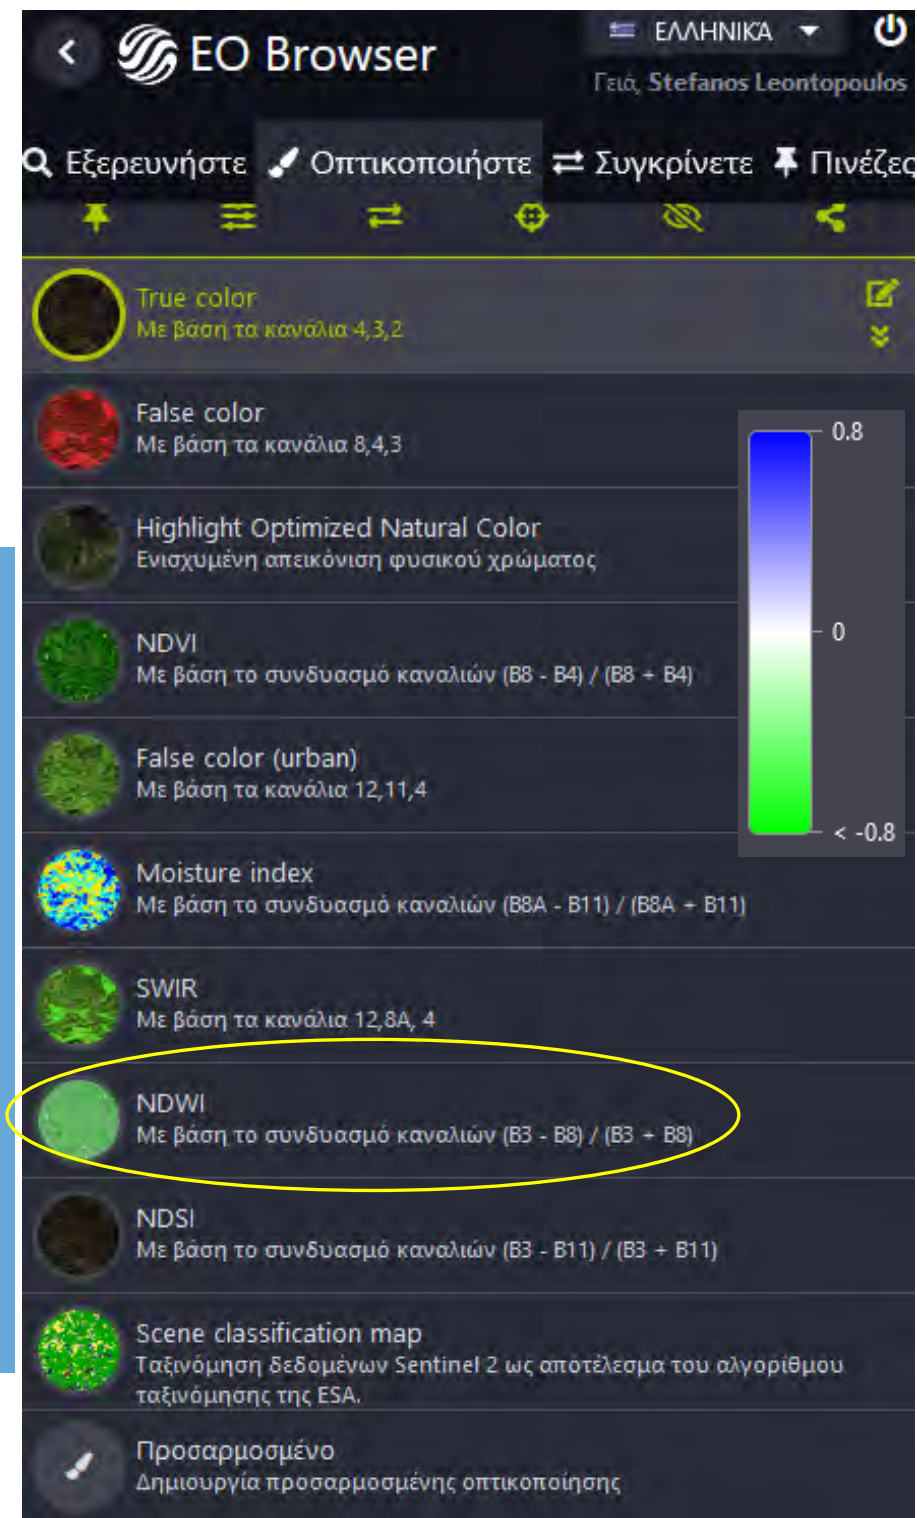 EO Browser
ΕΛΛΗΝΙΚΆ
Γειά, Stefanos Leontopoulos
Εξερευνήστε Οπτικοποιήστε Συγκρίνετε Πινέζες
True color
Με βάση τα κανάλια 4,3,2
False color
Με βάση τα κανάλια 8,4,3
0.8
Highlight Optimized Natural Color
Ενισχυμένη απεικόνιση φυσικού χρώματος
0
NDVI
Με βάση το συνδυασμό καναλιών (B8 - B4) / (B8 + B4)
False color (urban)
Με βάση τα κανάλια 12,11,4
< -0.8
Moisture index
Με βάση το συνδυασμό καναλιών (B8A - B11) / (B8A + B11)
SWIR
Με βάση τα κανάλια 12,8A, 4
NDWI
Με βάση το συνδυασμό καναλιών (B3 - B8) / (B3 + B8)
NDSI
Με βάση το συνδυασμό καναλιών (B3 - B11) / (B3 + B11)
Scene classification map
Ταξινόμηση δεδομένων Sentinel 2 ως αποτέλεσμα του αλγορίθμου
ταξινόμησης της ESA.
Προσαρμοσμένο
Δημιουργία προσαρμοσμένης οπτικοποίησης